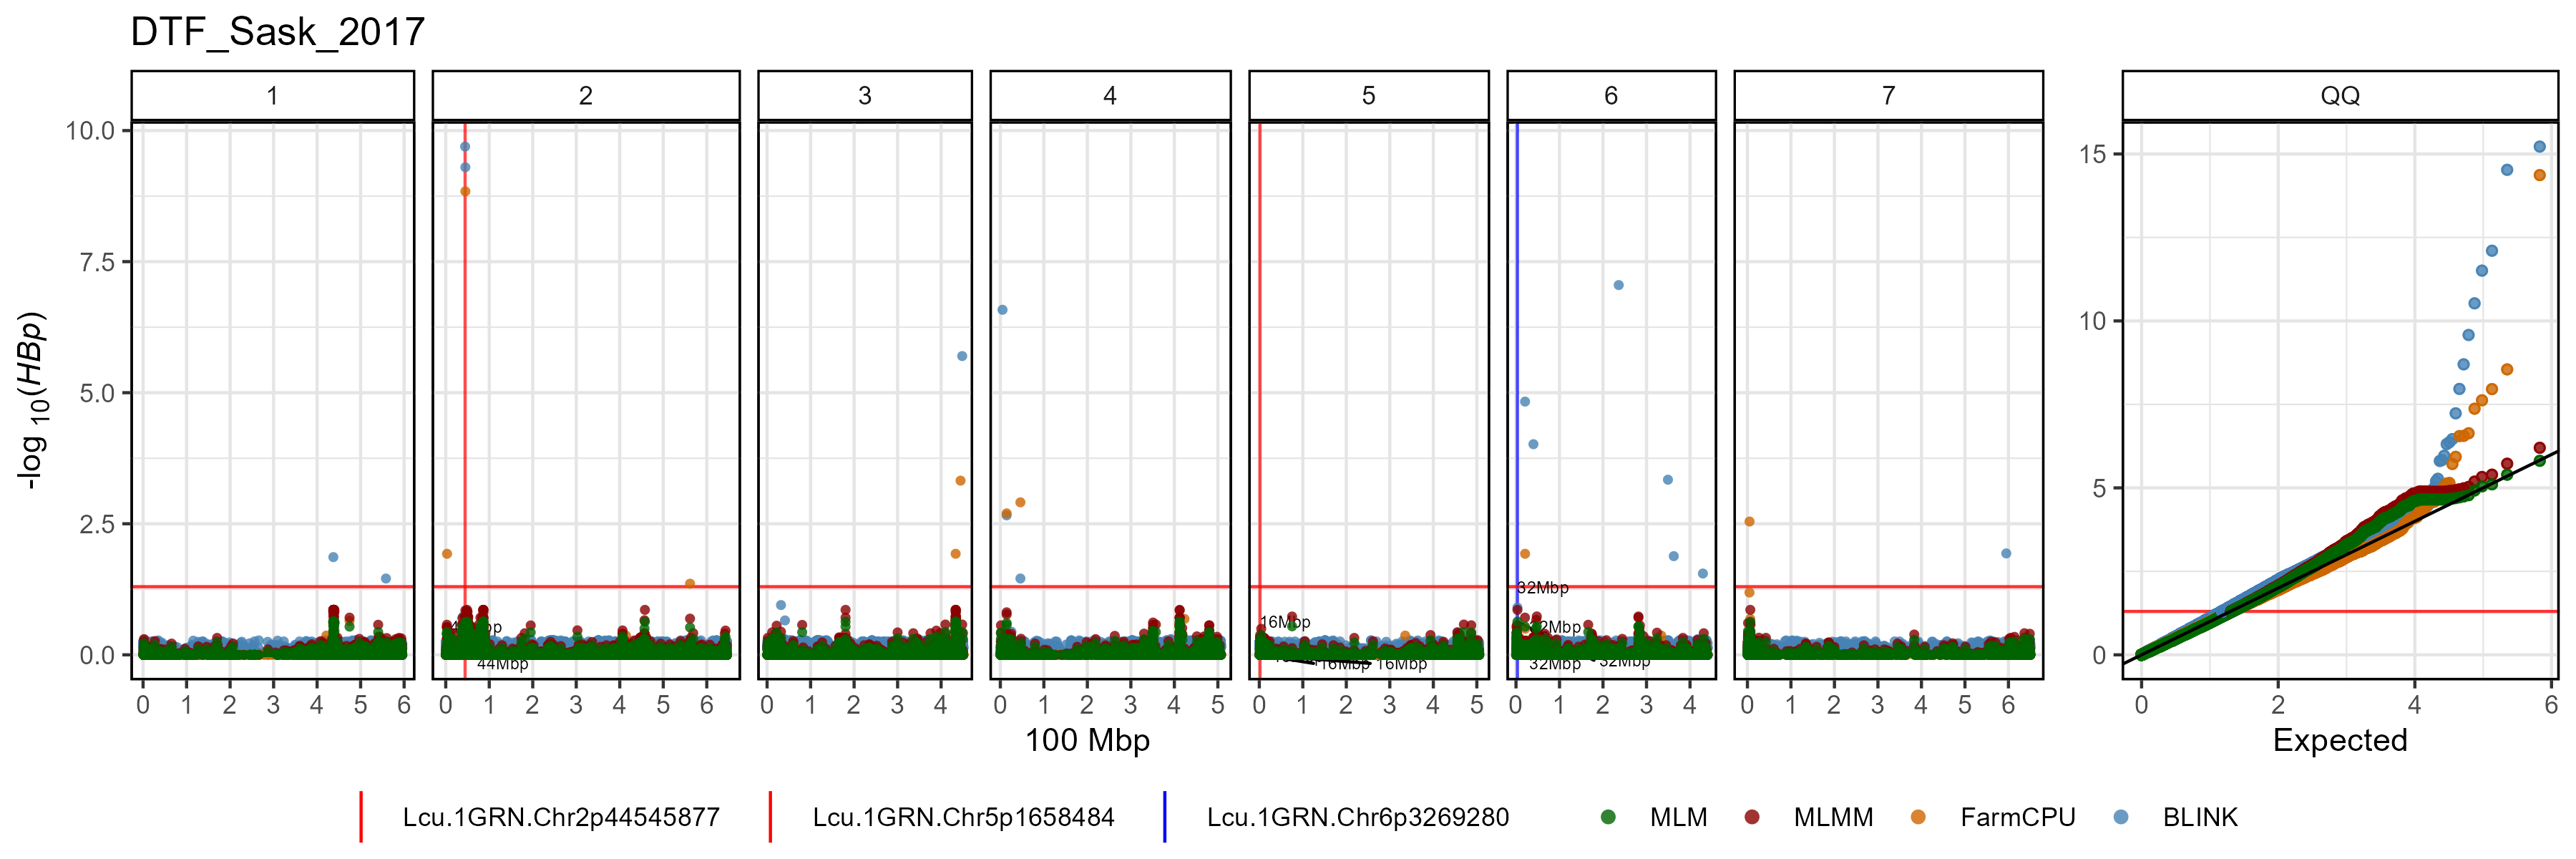 DTF_Sask_2017
1 2 3 4 5 6 7 QQ
10.0
7.5
5.0
2.5
0.0
-log 10(HBp)
15
10
5
0
32Mbp
16Mbp
44Mbp
16Mbp
16Mbp
32Mbp
32Mbp
0 1 2 3 4 5 6
0 1 2 3 4 5 6
0 1 2 3 4
0 1 2 3 4 5
0 1 2 3 4 5
0 1 2 3 4
0 1 2 3 4 5 6
0 2 4 6
100 Mbp
Expected
Lcu.1GRN.Chr2p44545877 Lcu.1GRN.Chr5p1658484 Lcu.1GRN.Chr6p3269280 MLM MLMM FarmCPU BLINK